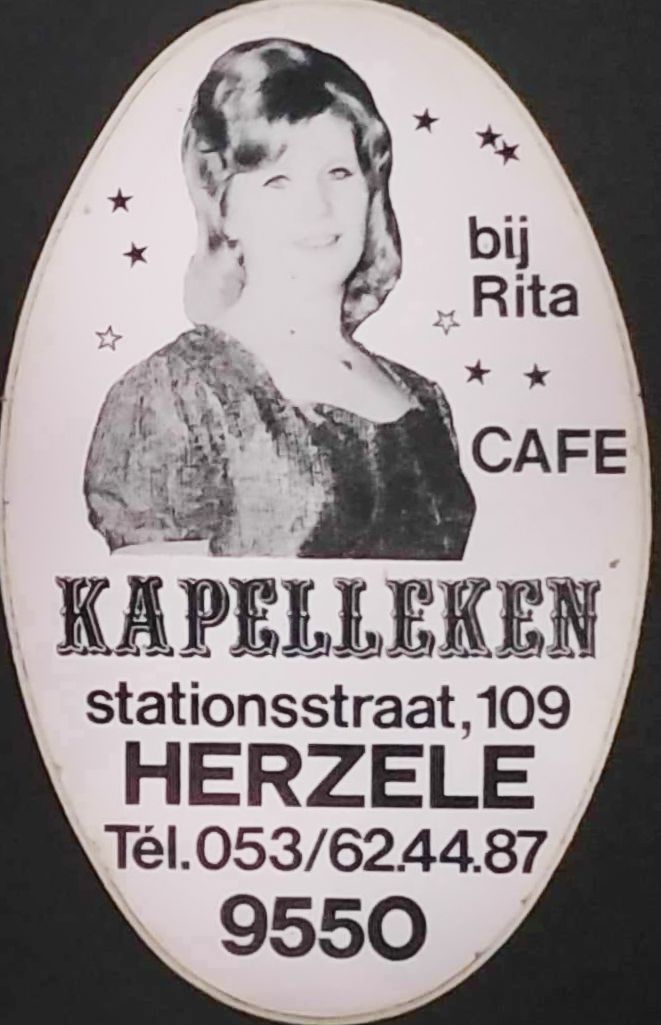 bij
Rita
CAFE
KAPELLEKEN
stationsstraat, 109
HERZELE
Tél. 053/62.44.87
9550